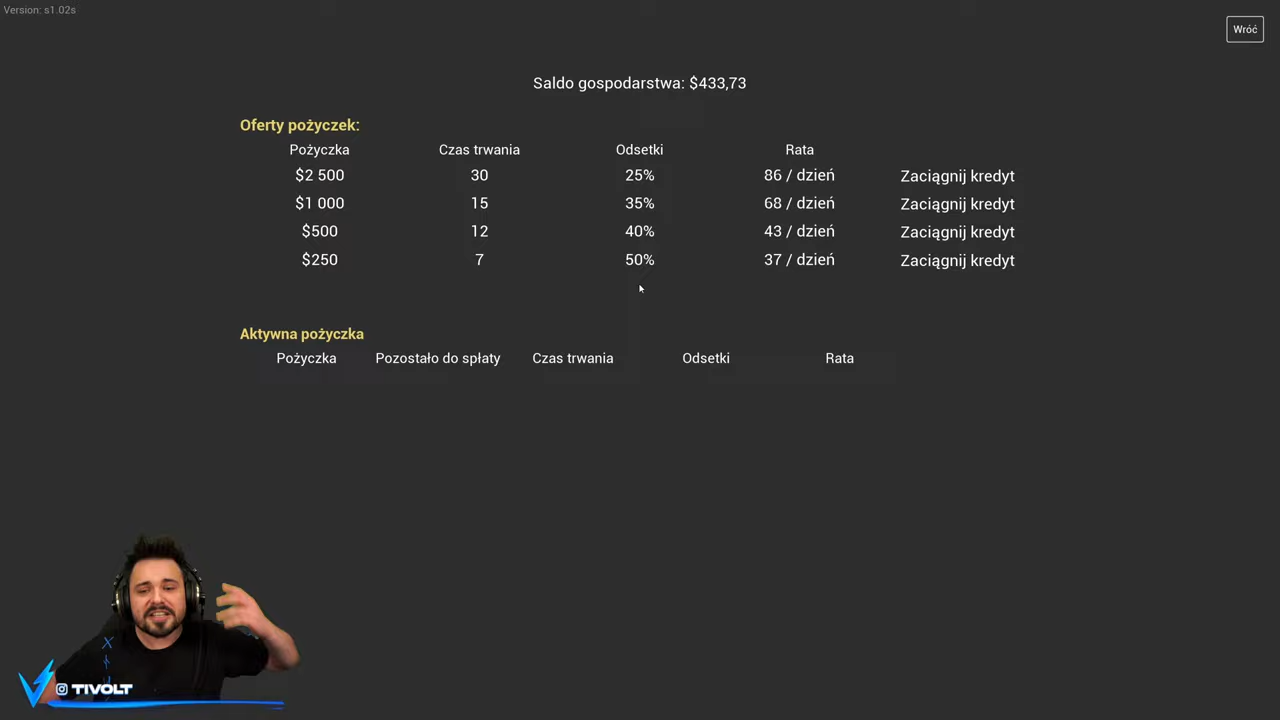 Version: s1.02s
Wróć
Saldo gospodarstwa: $433,73
Oferty pożyczek:
Pożyczka Czas trwania Odsetki Rata
$2 500 30 25% 86 / dzień Zaciągnij kredyt
$1 000 15 35% 68 / dzień Zaciągnij kredyt
$500 12 40% 43 / dzień Zaciągnij kredyt
$250 7 50% 37 / dzień Zaciągnij kredyt
Aktywna pożyczka
Pożyczka Pozostało do spłaty Czas trwania Odsetki Rata
TIVOLT